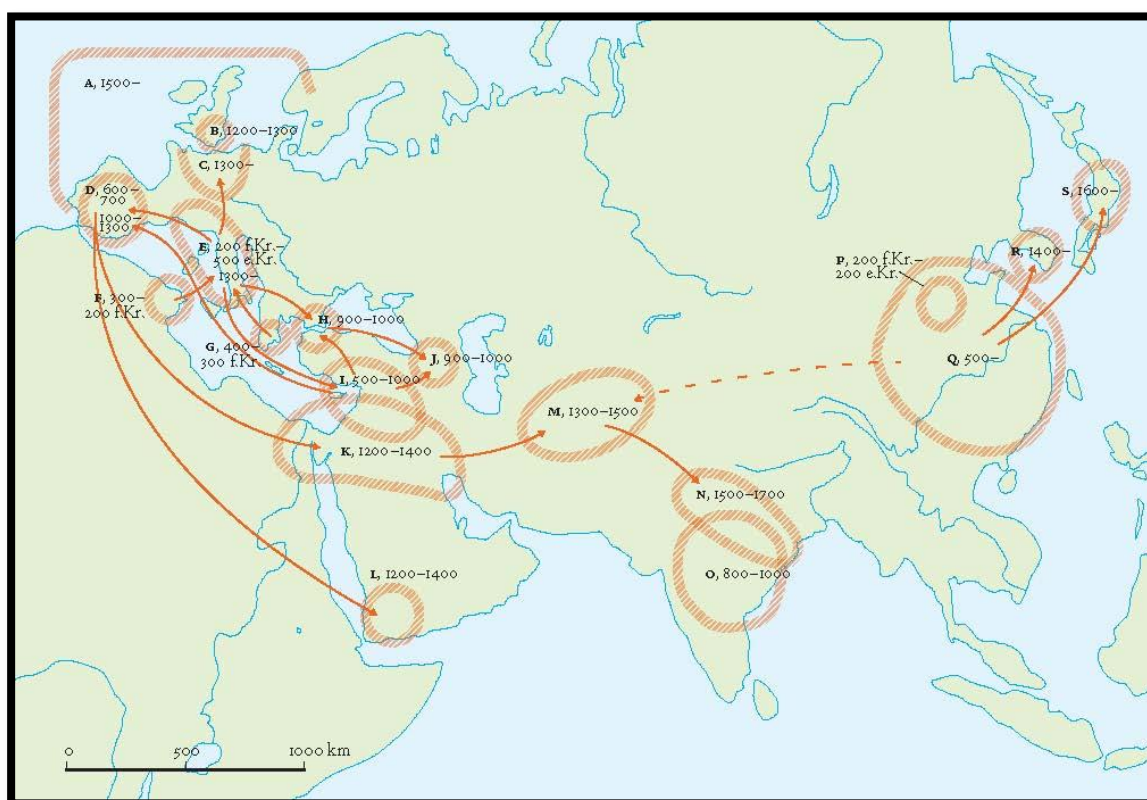 A, 1500–
B, 1200–1300
C, 1300–
D, 600–
700
1000–
1300
E, 200 f.Kr.–
500 e.Kr.
1300–
F, 300–
200 f.Kr.
G, 400–
300 f.Kr.
H, 900–1000
I, 500–1000
J, 900–1000
K, 1200–1400
L, 1200–1400
M, 1300–1500
N, 1500–1700
O, 800–1000
P, 200 f.Kr.–
200 e.Kr.
Q, 500–
R, 1400–
S, 1600–
0 500 1000 km